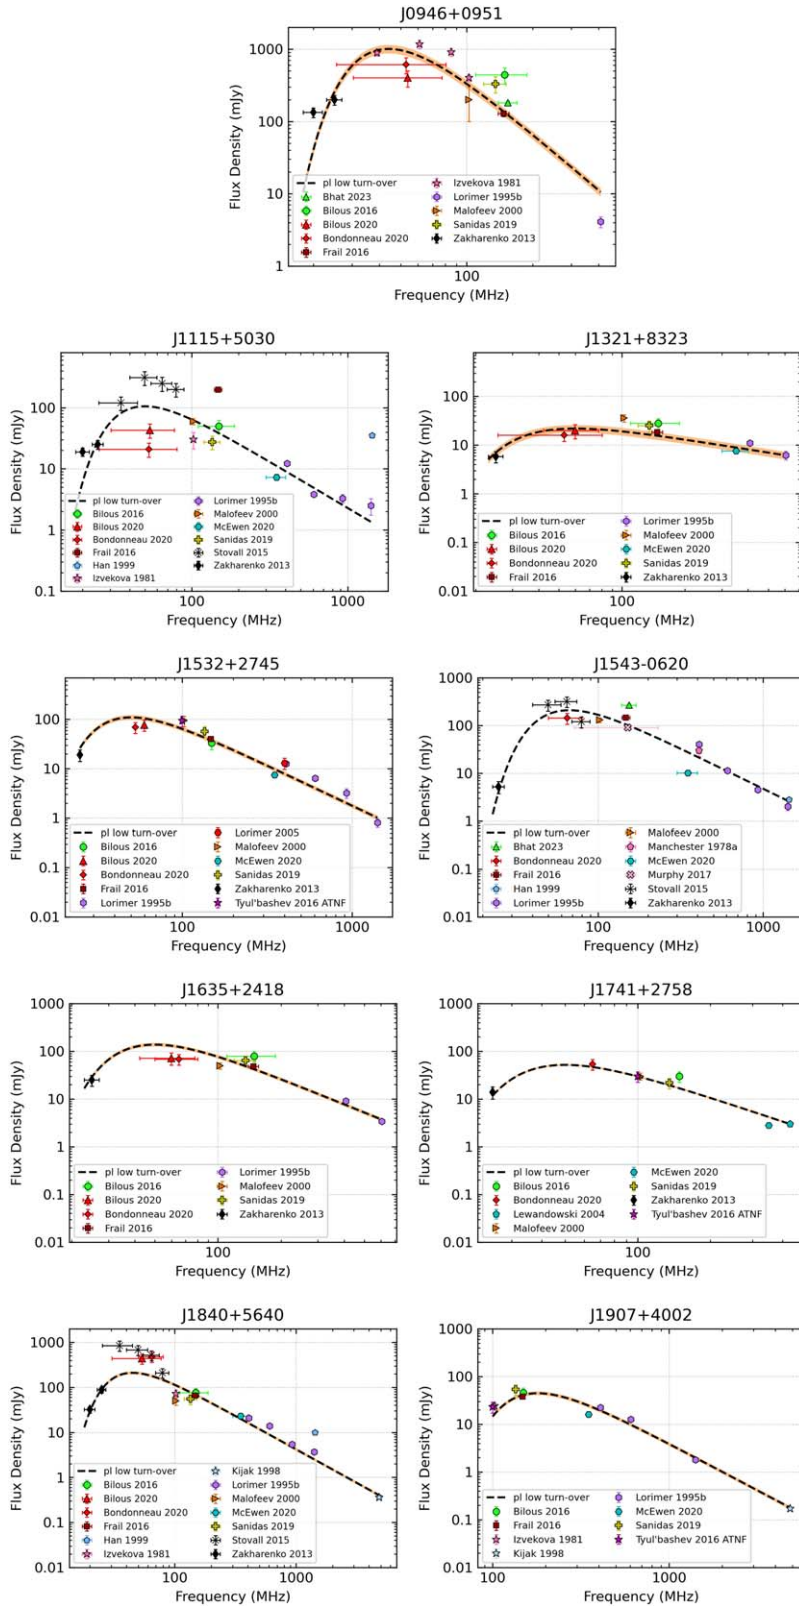 J0946+0951
1000
100
10
1
Flux Density (mJy)
pl low turn-over
Bhat 2023
Bilous 2016
Bilous 2020
Bondonneau 2020
Frail 2016
Izvekova 1981
Lorimer 1995b
Malofeev 2000
Sanidas 2019
Zakharenko 2013
100
Frequency (MHz)
J1115+5030
100
10
1
0.1
Flux Density (mJy)
pl low turn-over
Bilous 2016
Bilous 2020
Bondonneau 2020
Frail 2016
Han 1999
Izvekova 1981
Lorimer 1995b
Malofeev 2000
McEwen 2020
Sanidas 2019
Stovall 2015
Zakharenko 2013
100 1000
Frequency (MHz)
J1321+8323
100
10
1
0.1
0.01
Flux Density (mJy)
pl low turn-over
Bilous 2016
Bilous 2020
Bondonneau 2020
Frail 2016
Lorimer 1995b
Malofeev 2000
McEwen 2020
Sanidas 2019
Zakharenko 2013
100
Frequency (MHz)
J1532+2745
100
10
1
0.1
0.01
Flux Density (mJy)
pl low turn-over
Bilous 2016
Bilous 2020
Bondonneau 2020
Frail 2016
Lorimer 1995b
Lorimer 2005
Malofeev 2000
McEwen 2020
Sanidas 2019
Zakharenko 2013
Tyul'bashev 2016 ATNF
100 1000
Frequency (MHz)
J1543-0620
1000
100
10
1
0.1
0.01
Flux Density (mJy)
pl low turn-over
Bhat 2023
Bondonneau 2020
Frail 2016
Han 1999
Lorimer 1995b
Malofeev 2000
Manchester 1978a
McEwen 2020
Murphy 2017
Stovall 2015
Zakharenko 2013
100 1000
Frequency (MHz)
J1635+2418
1000
100
10
1
0.1
0.01
Flux Density (mJy)
pl low turn-over
Bilous 2016
Bilous 2020
Bondonneau 2020
Frail 2016
Lorimer 1995b
Malofeev 2000
Sanidas 2019
Zakharenko 2013
100
Frequency (MHz)
J1741+2758
1000
100
10
1
0.1
0.01
Flux Density (mJy)
pl low turn-over
Bilous 2016
Bondonneau 2020
Lewandowski 2004
Malofeev 2000
McEwen 2020
Sanidas 2019
Zakharenko 2013
Tyul'bashev 2016 ATNF
100
Frequency (MHz)
J1840+5640
1000
100
10
1
0.1
0.01
Flux Density (mJy)
pl low turn-over
Bilous 2016
Bilous 2020
Bondonneau 2020
Frail 2016
Han 1999
Izvekova 1981
Kijak 1998
Lorimer 1995b
Malofeev 2000
McEwen 2020
Sanidas 2019
Stovall 2015
Zakharenko 2013
100 1000
Frequency (MHz)
J1907+4002
1000
100
10
1
0.1
0.01
Flux Density (mJy)
pl low turn-over
Bilous 2016
Frail 2016
Izvekova 1981
Kijak 1998
Lorimer 1995b
McEwen 2020
Sanidas 2019
Tyul'bashev 2016 ATNF
100 1000
Frequency (MHz)